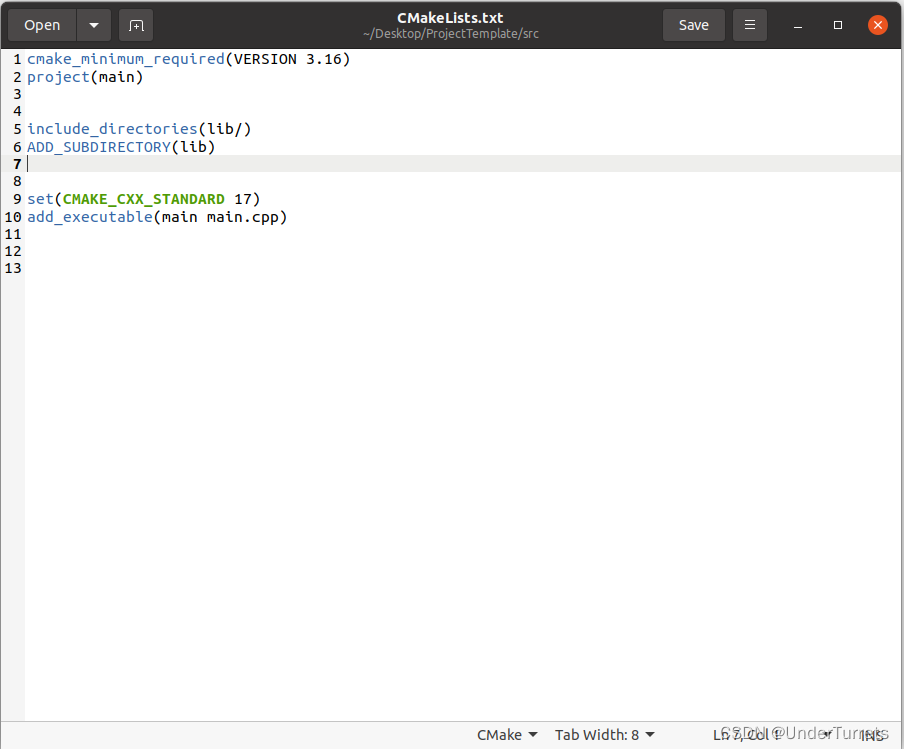 Open
CMakeLists.txt
~/Desktop/ProjectTemplate/src
Save
1 cmake_minimum_required(VERSION 3.16)
2 project(main)
3
4
5 include_directories(lib/)
6 ADD_SUBDIRECTORY(lib)
7
8
9 set(CMAKE_CXX_STANDARD 17)
10 add_executable(main main.cpp)
11
12
13
CMake Tab Width: 8 Ln 7, Col 1 INS
CSDN @UnderTurrets